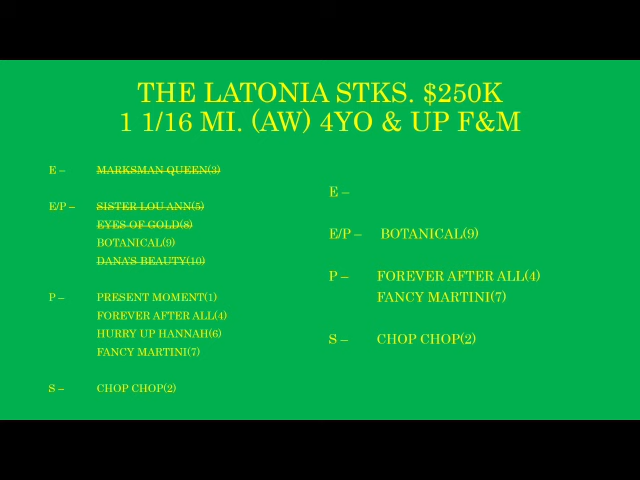 THE LATONIA STKS. $250K
1 1/16 MI. (AW) 4YO & UP F&M
E – MARKSMAN QUEEN(3)
E/P – SISTER LOU ANN(5)
EYES OF GOLD(8)
BOTANICAL(9)
DANA'S BEAUTY(10)
P – PRESENT MOMENT(1)
FOREVER AFTER ALL(4)
HURRY UP HANNAH(6)
FANCY MARTINI(7)
S – CHOP CHOP(2)
E –
E/P – BOTANICAL(9)
P – FOREVER AFTER ALL(4)
FANCY MARTINI(7)
S – CHOP CHOP(2)